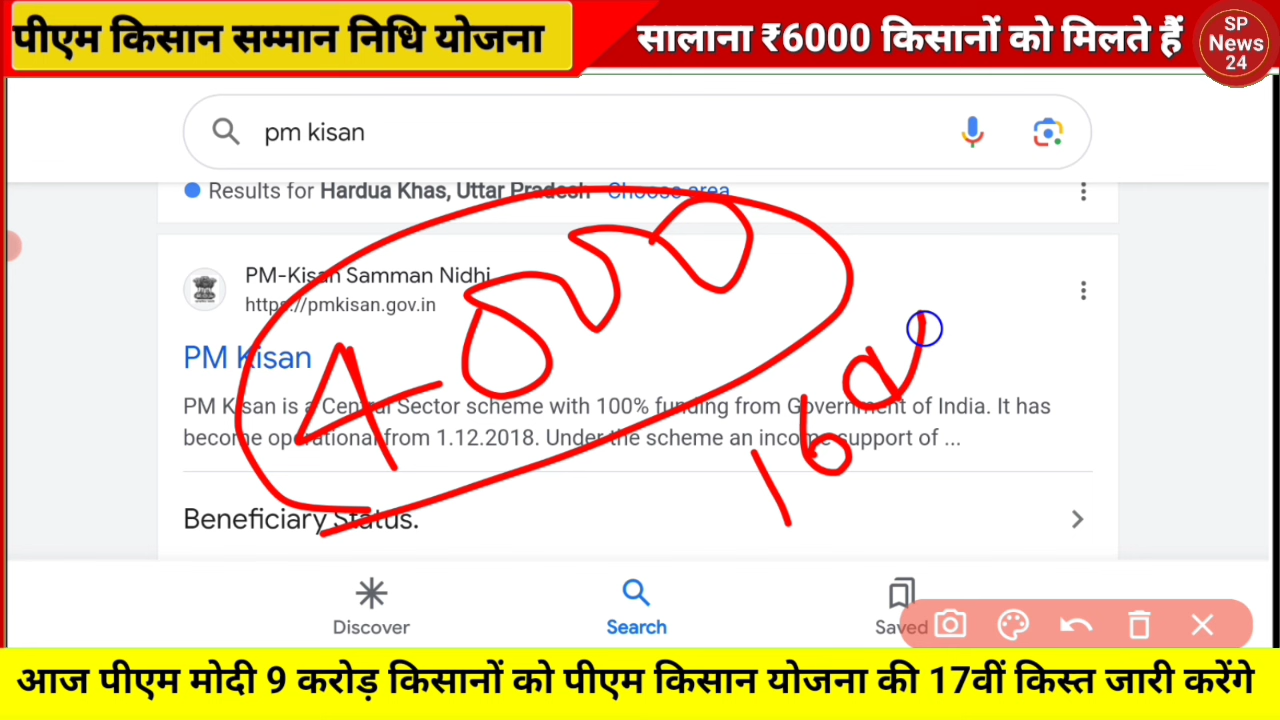 पीएम किसान सम्मान निधि योजना
सालाना ₹6000 किसानों को मिलते हैं
SP
News
24
pm kisan
Results for Hardua Khas, Uttar Pradesh Choose area
PM-Kisan Samman Nidhi
https://pmkisan.gov.in
PM Kisan
PM Kisan is a Central Sector scheme with 100% funding from Government of India. It has
become operational from 1.12.2018. Under the scheme an income support of ...
4000
Beneficiary Status.
Discover
Search
Saved
आज पीएम मोदी 9 करोड़ किसानों को पीएम किसान योजना की 17वीं किस्त जारी करेंगे